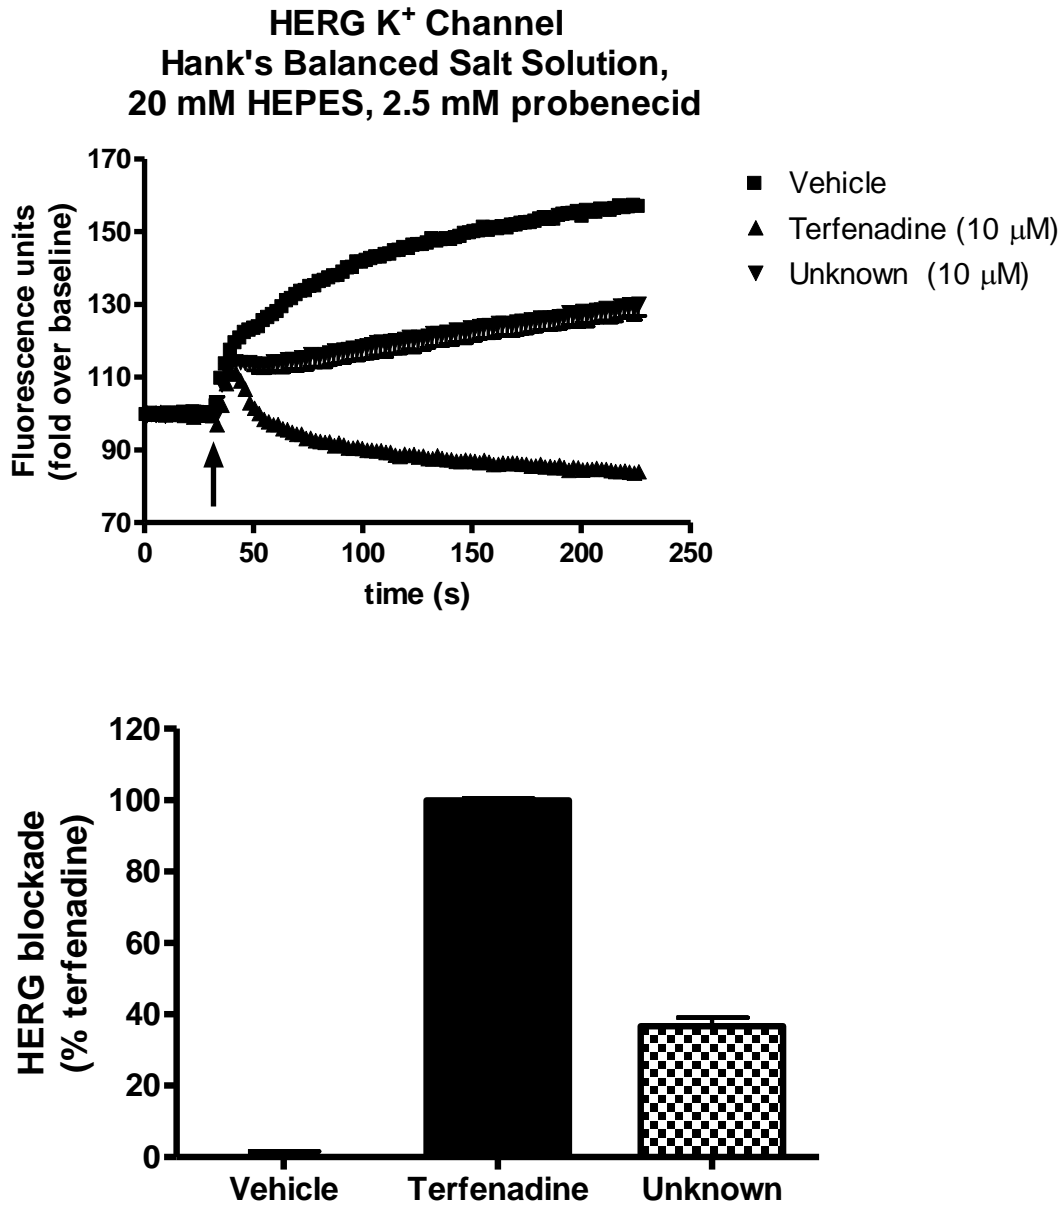 HERG K+ Channel
Hank's Balanced Salt Solution,
20 mM HEPES, 2.5 mM probenecid
Fluorescence units
(fold over baseline)
170
150
130
110
90
70
0 50 100 150 200 250
time (s)
Vehicle
Terfenadine (10 μM)
Unknown (10 μM)
HERG blockade
(% terfenadine)
120
100
80
60
40
20
0
Vehicle Terfenadine Unknown